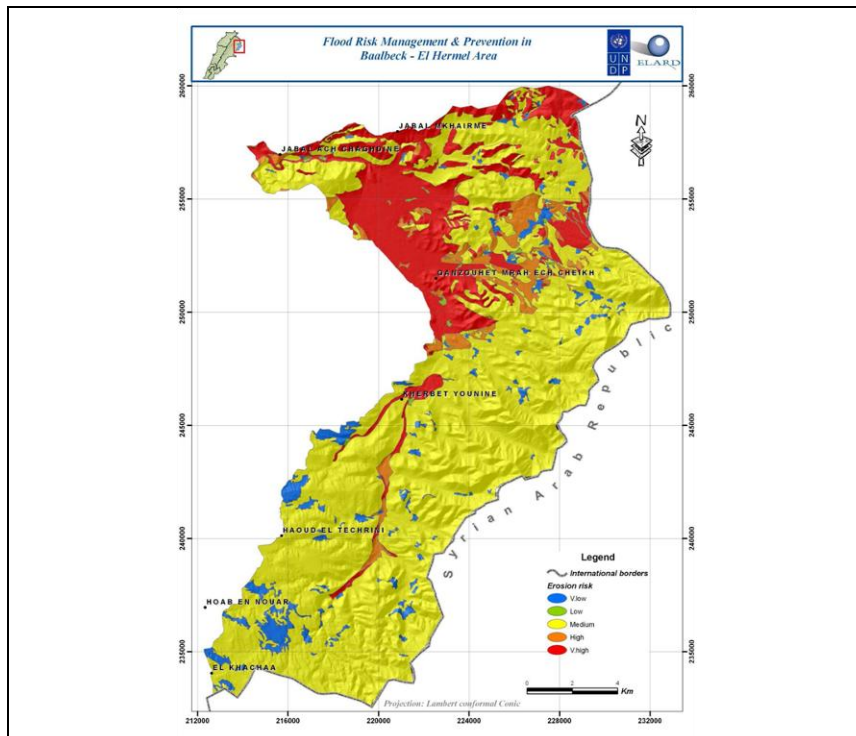 Flood Risk Management & Prevention in
Baalbeck - El Hermel Area
U N
D P
ELARD
260000
JABAL MKHAIRME
JABAL ACH CHAGHUINE
N
255000
QANZOUHET MRAH ECH CHEIKH
250000
KHERBET YOUNINE
245000
Syrian Arab Republic
HAOUD EL TECHRINI
240000
Legend
International borders
Erosion risk
V.low
Low
Medium
High
V.high
HOAB EN NOUAR
235000
EL KHACHAA
0 2 4
Km
Projection: Lambert conformal Conic
212000 216000 220000 224000 228000 232000